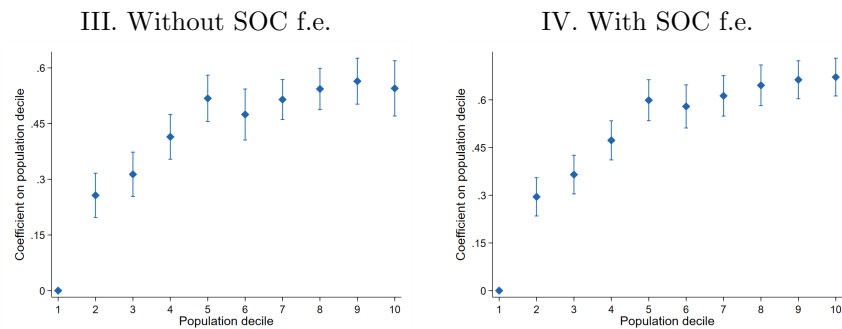 III. Without SOC f.e.
Coefficient on population decile
.6
.45
.3
.15
0
1 2 3 4 5 6 7 8 9 10
Population decile
IV. With SOC f.e.
Coefficient on population decile
.6
.45
.3
.15
0
1 2 3 4 5 6 7 8 9 10
Population decile